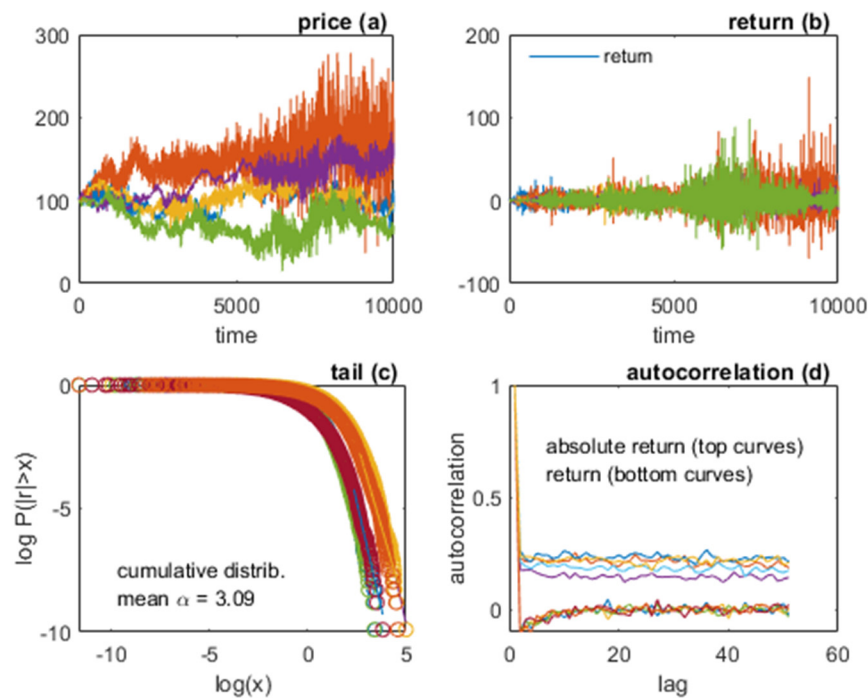 price (a)
300
200
100
0
0
5000
10000
time
return (b)
200
100
0
-100
return
0
5000
10000
time
tail (c)
0
-5
-10
log P(|r|>x)
cumulative distrib.
mean α = 3.09
-10
-5
0
5
log(x)
autocorrelation (d)
1
0.5
0
autocorrelation
absolute return (top curves)
return (bottom curves)
0
20
40
60
lag